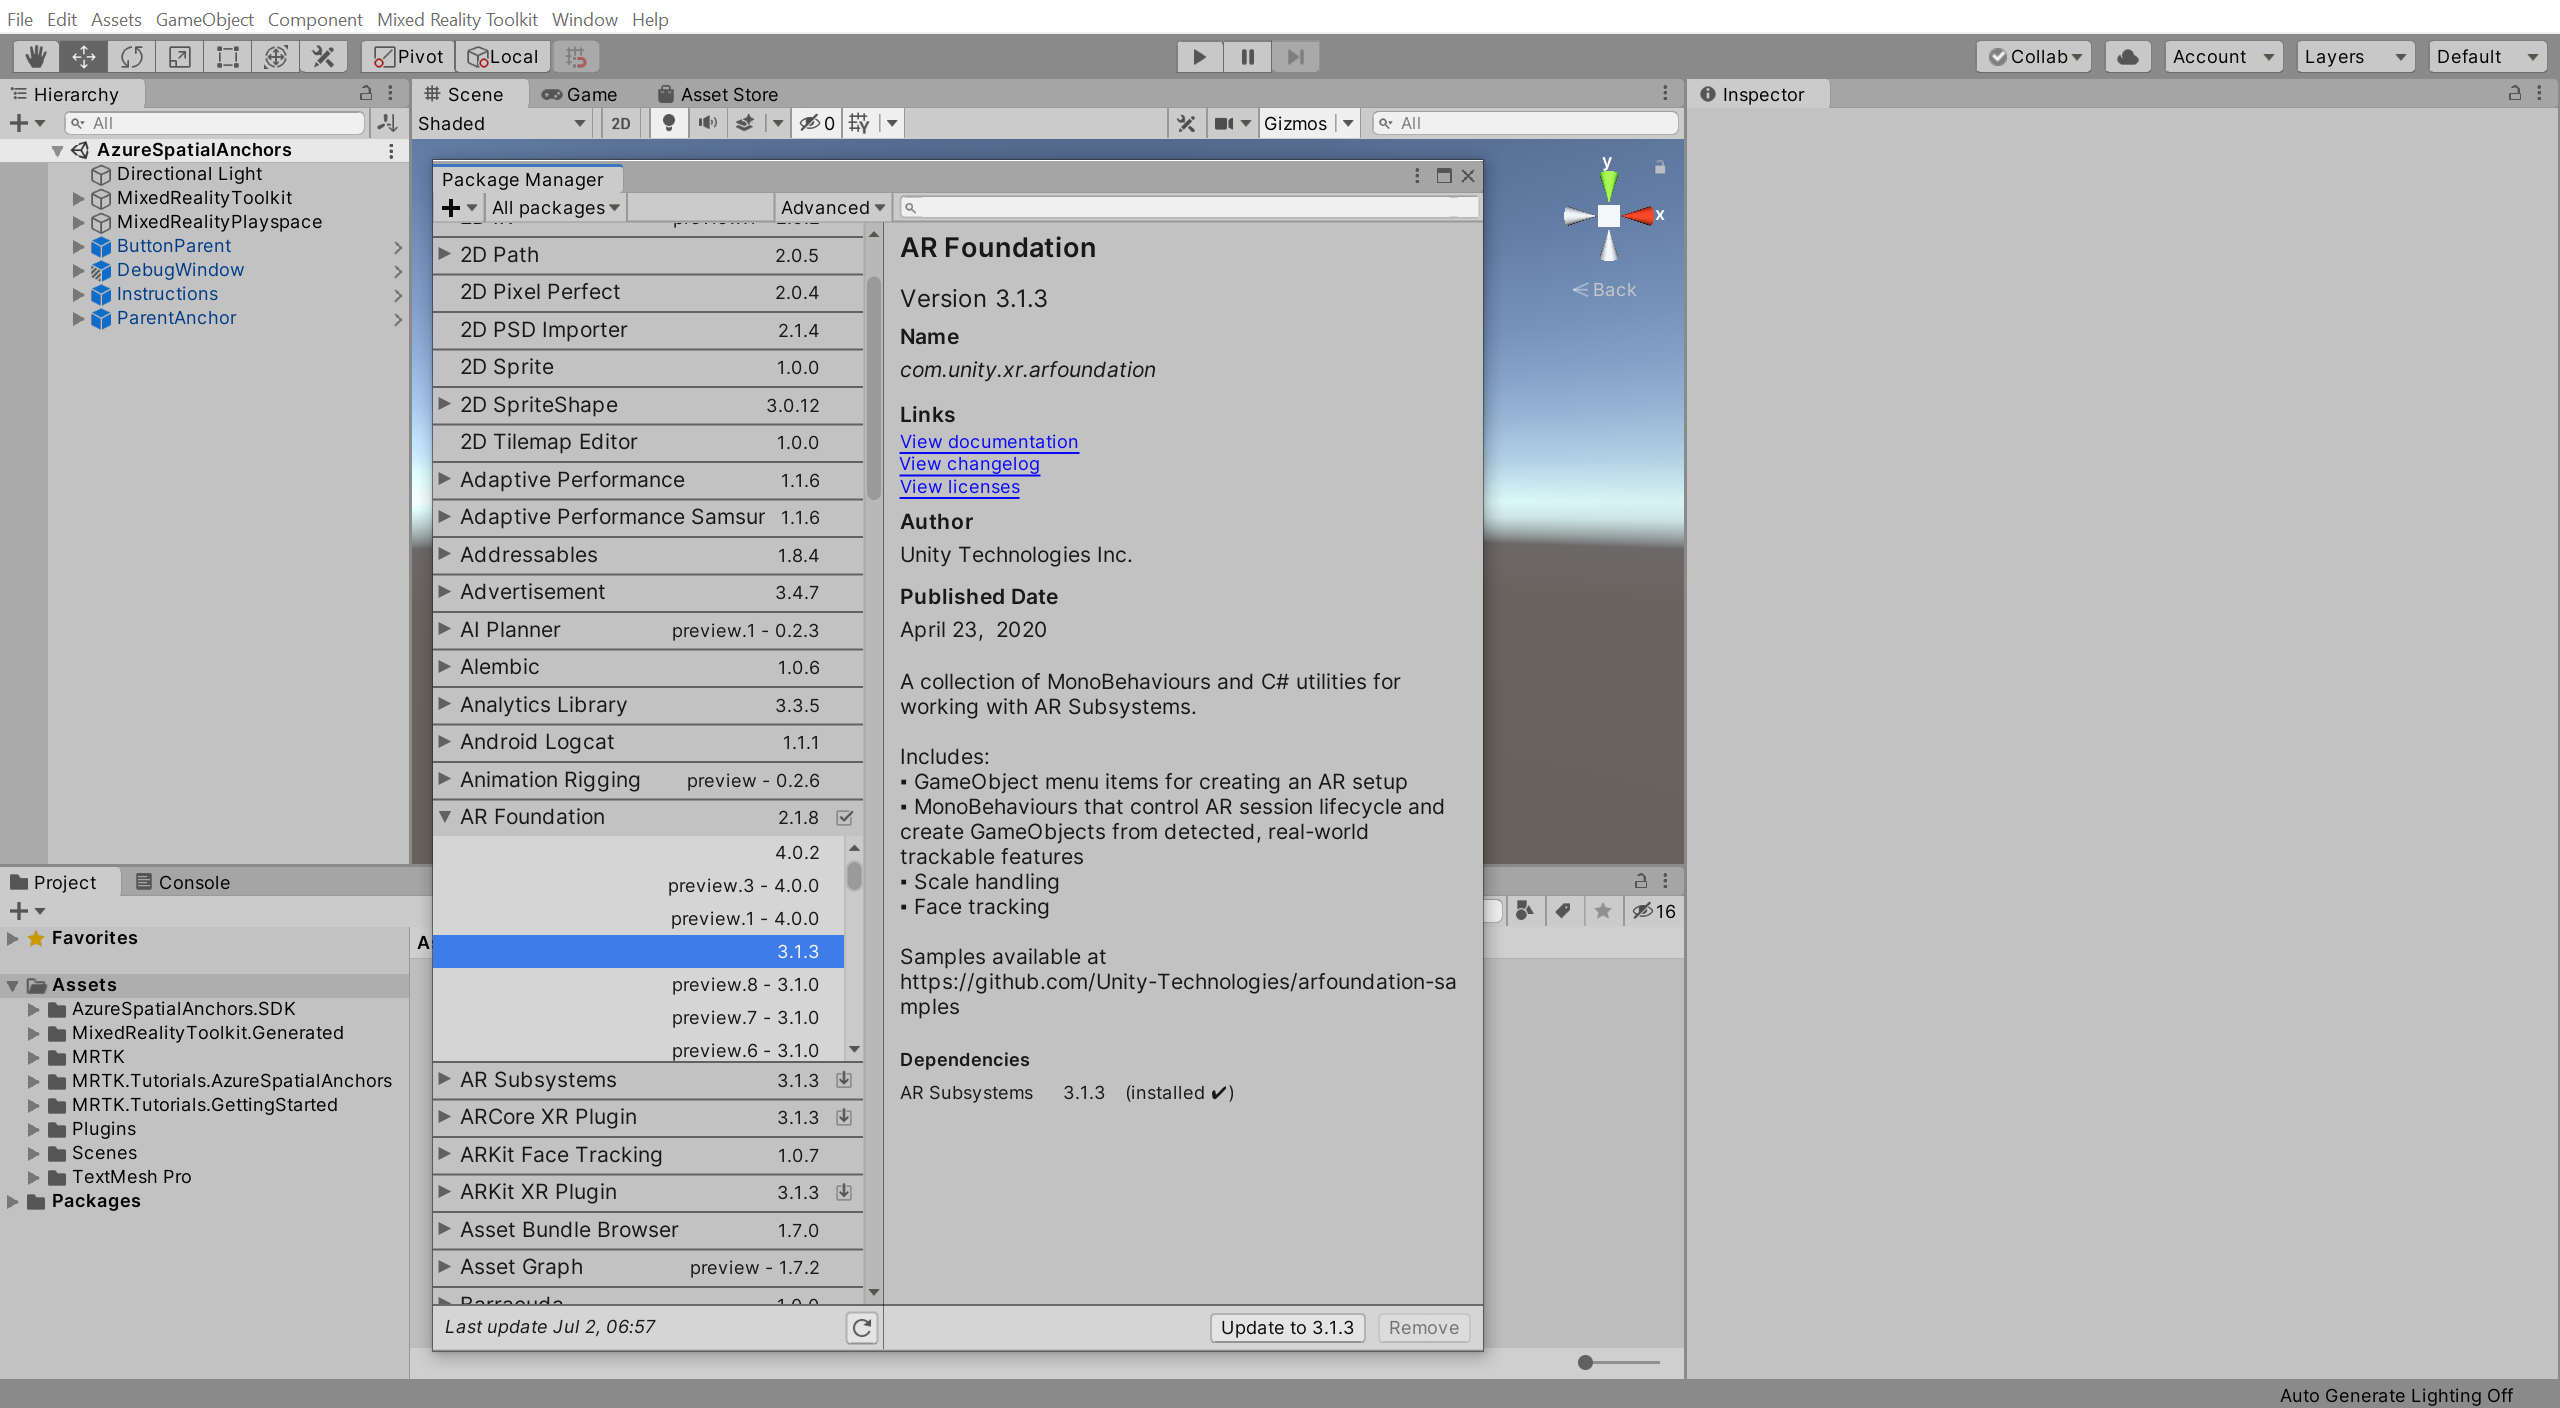 File Edit Assets GameObject Component Mixed Reality Toolkit Window Help
Pivot Local Collab Account Layers Default
Hierarchy
All
AzureSpatialAnchors
Directional Light
MixedRealityToolkit
MixedRealityPlayspace
ButtonParent
DebugWindow
Instructions
ParentAnchor
Scene Game Asset Store
Shaded 2D 0 Gizmos All
y
x
Back
Inspector
Package Manager
All packages Advanced
2D Path 2.0.5
2D Pixel Perfect 2.0.4
2D PSD Importer 2.1.4
2D Sprite 1.0.0
2D SpriteShape 3.0.12
2D Tilemap Editor 1.0.0
Adaptive Performance 1.1.6
Adaptive Performance Samsur 1.1.6
Addressables 1.8.4
Advertisement 3.4.7
AI Planner preview.1 - 0.2.3
Alembic 1.0.6
Analytics Library 3.3.5
Android Logcat 1.1.1
Animation Rigging preview - 0.2.6
AR Foundation 2.1.8
4.0.2
preview.3 - 4.0.0
preview.1 - 4.0.0
3.1.3
preview.8 - 3.1.0
preview.7 - 3.1.0
preview.6 - 3.1.0
AR Subsystems 3.1.3
ARCore XR Plugin 3.1.3
ARKit Face Tracking 1.0.7
ARKit XR Plugin 3.1.3
Asset Bundle Browser 1.7.0
Asset Graph preview - 1.7.2
Last update Jul 2, 06:57
AR Foundation
Version 3.1.3
Name
com.unity.xr.arfoundation
Links
View documentation
View changelog
View licenses
Author
Unity Technologies Inc.
Published Date
April 23, 2020
A collection of MonoBehaviours and C# utilities for
working with AR Subsystems.
Includes:
▪ GameObject menu items for creating an AR setup
▪ MonoBehaviours that control AR session lifecycle and
create GameObjects from detected, real-world
trackable features
▪ Scale handling
▪ Face tracking
Samples available at
https://github.com/Unity-Technologies/arfoundation-sa
mples
Dependencies
AR Subsystems 3.1.3 (installed ✔)
Update to 3.1.3 Remove
Project Console
16
Favorites
Assets
AzureSpatialAnchors.SDK
MixedRealityToolkit.Generated
MRTK
MRTK.Tutorials.AzureSpatialAnchors
MRTK.Tutorials.GettingStarted
Plugins
Scenes
TextMesh Pro
Packages
Auto Generate Lighting Off